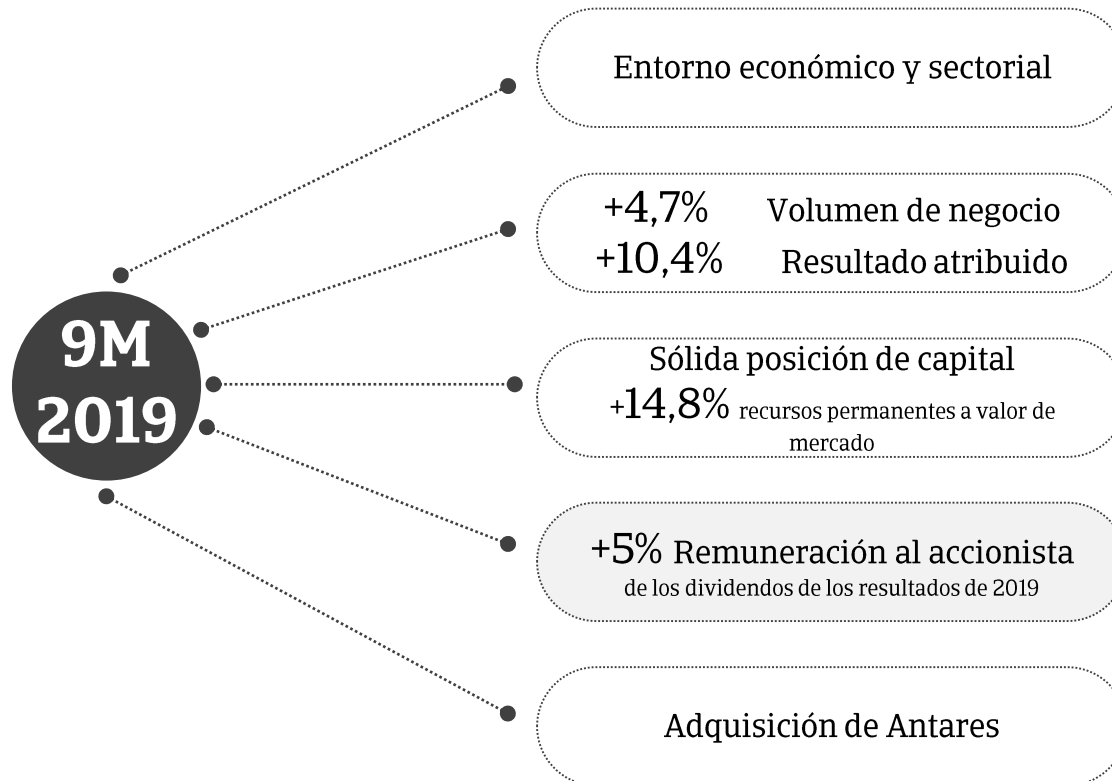 9M
2019
Entorno económico y sectorial
+4,7% Volumen de negocio
+10,4% Resultado atribuido
Sólida posición de capital
+14,8% recursos permanentes a valor de
mercado
+5% Remuneración al accionista
de los dividendos de los resultados de 2019
Adquisición de Antares